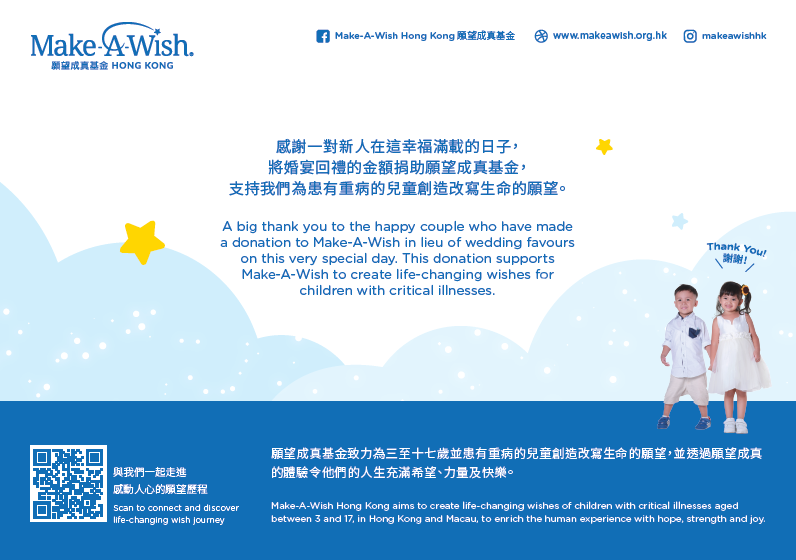 Make-A-Wish®
願望成真基金 HONG KONG
Make-A-Wish Hong Kong 願望成真基金
www.makeawish.org.hk
makeawishhk
感謝一對新人在這幸福滿載的日子，
將婚宴回禮的金額捐助願望成真基金，
支持我們為患有重病的兒童創造改寫生命的願望。
A big thank you to the happy couple who have made
a donation to Make-A-Wish in lieu of wedding favours
on this very special day. This donation supports
Make-A-Wish to create life-changing wishes for
children with critical illnesses.
Thank You!
謝謝！
與我們一起走進
感動人心的願望歷程
Scan to connect and discover
life-changing wish journey
願望成真基金致力為三至十七歲並患有重病的兒童創造改寫生命的願望，並透過願望成真
的體驗令他們的人生充滿希望、力量及快樂。
Make-A-Wish Hong Kong aims to create life-changing wishes of children with critical illnesses aged
between 3 and 17, in Hong Kong and Macau, to enrich the human experience with hope, strength and joy.